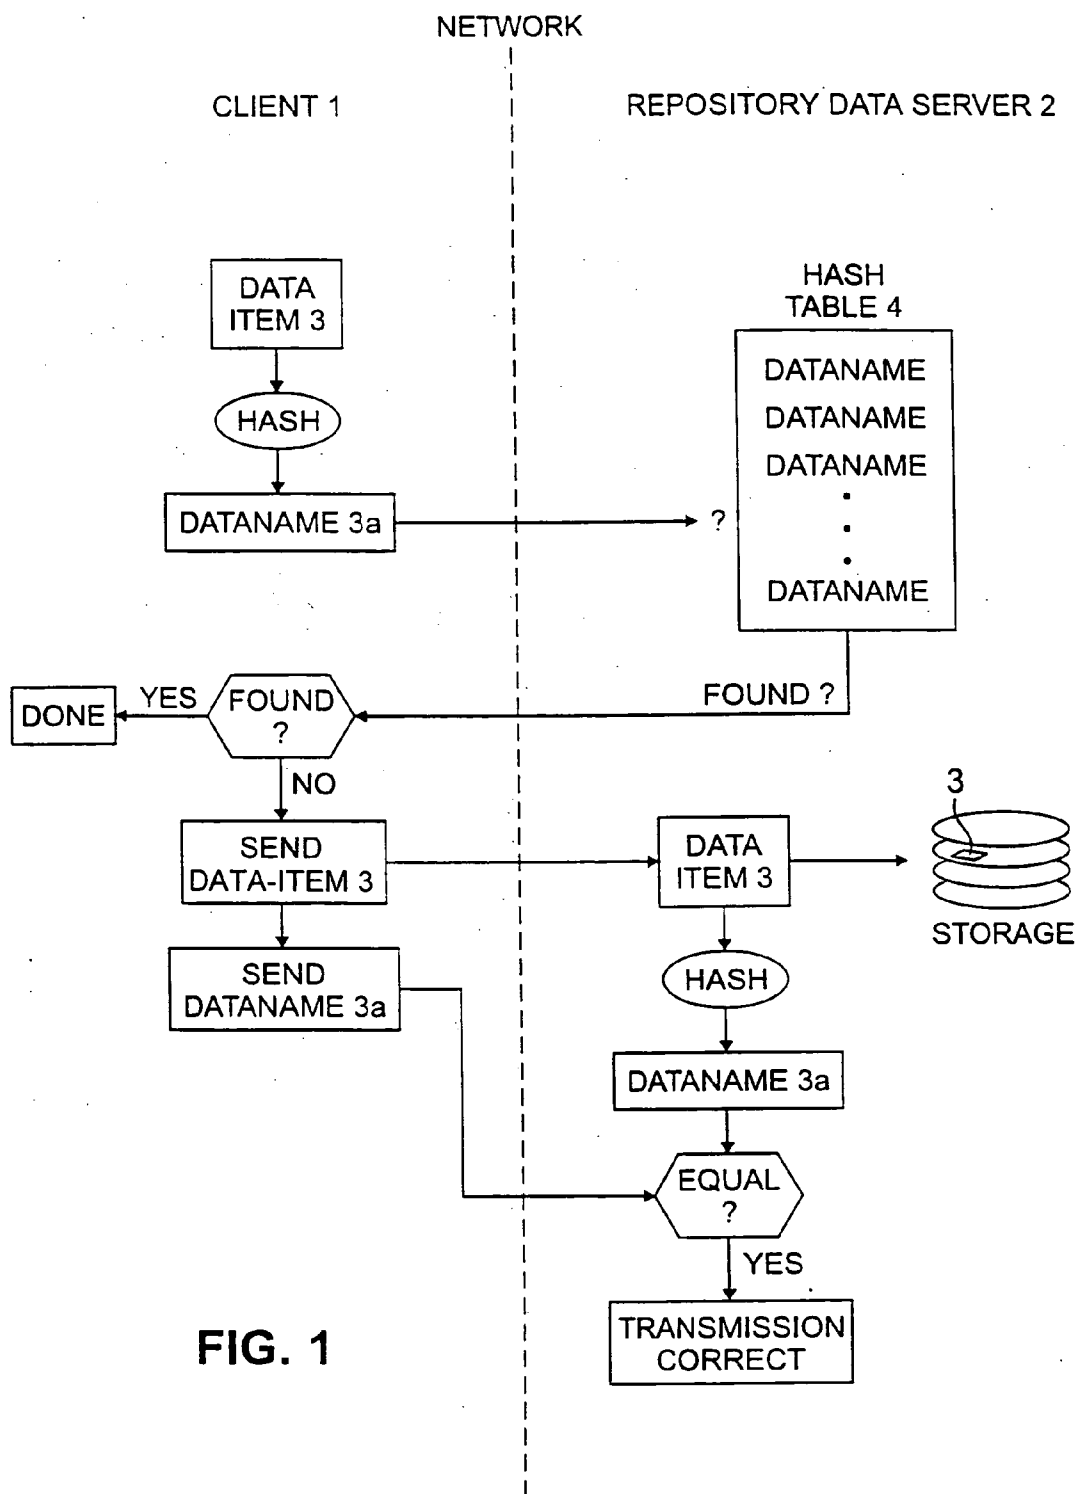 NETWORK
CLIENT 1
REPOSITORY DATA SERVER 2
DATA
ITEM 3
HASH
DATANAME 3a
?
HASH
TABLE 4
DATANAME
DATANAME
DATANAME
DATANAME
FOUND ?
FOUND
?
YES
DONE
NO
SEND
DATA-ITEM 3
SEND
DATANAME 3a
DATA
ITEM 3
3
STORAGE
HASH
DATANAME 3a
EQUAL
?
YES
TRANSMISSION
CORRECT
FIG. 1